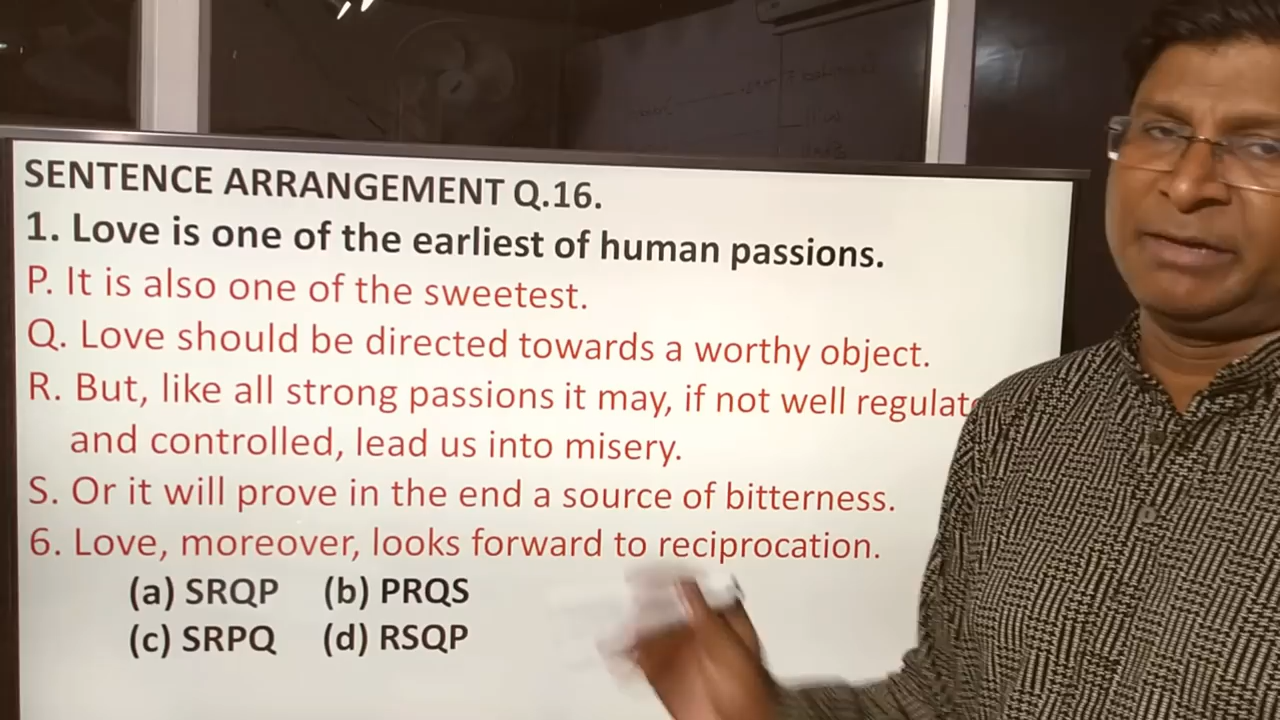 SENTENCE ARRANGEMENT Q.16.
1. Love is one of the earliest of human passions.
P. It is also one of the sweetest.
Q. Love should be directed towards a worthy object.
R. But, like all strong passions it may, if not well
and controlled, lead us into misery.
S. Or it will prove in the end a source of bitterness.
6. Love, moreover, looks forward to reciprocation.
(a) SRQP (b) PRQS
(c) SRPQ (d) RSQP